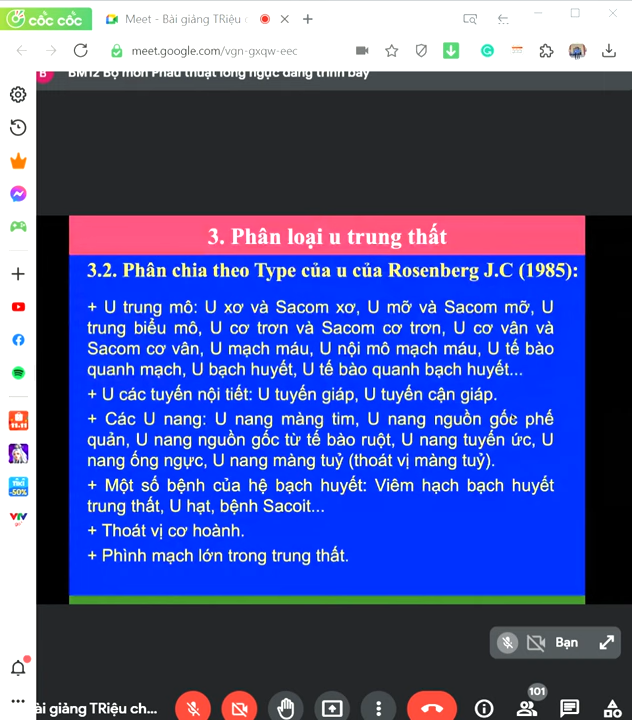 cốc cốc
Meet - Bài giảng TRiệu c
meet.google.com/vgn-gxqw-eec
B
BM12 Bộ môn Phẫu thuật lồng ngực đang trình bày
3. Phân loại u trung thất
3.2. Phân chia theo Type của u của Rosenberg J.C (1985):
+ U trung mô: U xơ và Sacom xơ, U mỡ và Sacom mỡ, U
trung biểu mô, U cơ trơn và Sacom cơ trơn, U cơ vân và
Sacom cơ vân, U mạch máu, U nội mô mạch máu, U tế bào
quanh mạch, U bạch huyết, U tế bào quanh bạch huyết...
+ U các tuyến nội tiết: U tuyến giáp, U tuyến cận giáp.
+ Các U nang: U nang màng tim, U nang nguồn gốc phế
quản, U nang nguồn gốc từ tế bào ruột, U nang tuyến ức, U
nang ống ngực, U nang màng tuỷ (thoát vị màng tuỷ).
+ Một số bệnh của hệ bạch huyết: Viêm hạch bạch huyết
trung thất, U hạt, bệnh Sacoit...
+ Thoát vị cơ hoành.
+ Phình mạch lớn trong trung thất.
11.11
TIKI
-50%
VTV
go
Bạn
101
ài giảng TRiệu ch...